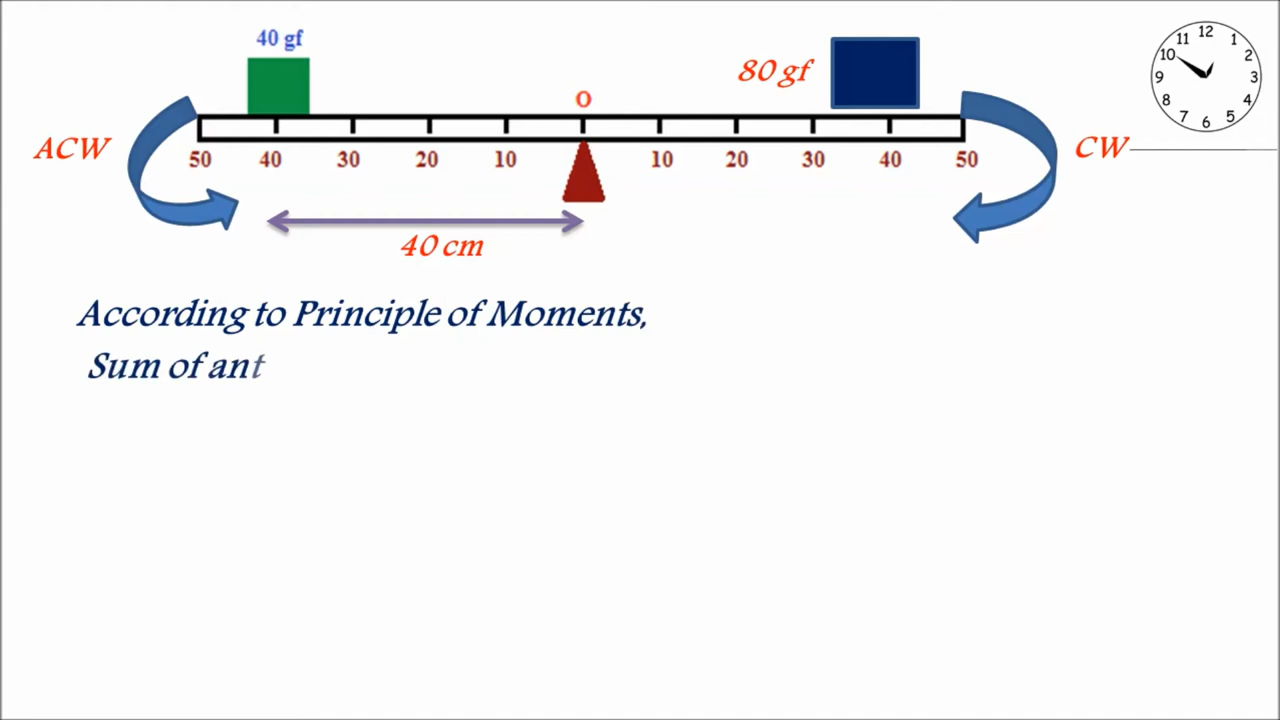 40 gf
80 gf
O
ACW
CW
50 40 30 20 10 10 20 30 40 50
40 cm
According to Principle of Moments,
Sum of ant
12
11 1
10 2
9 3
8 4
7 5
6